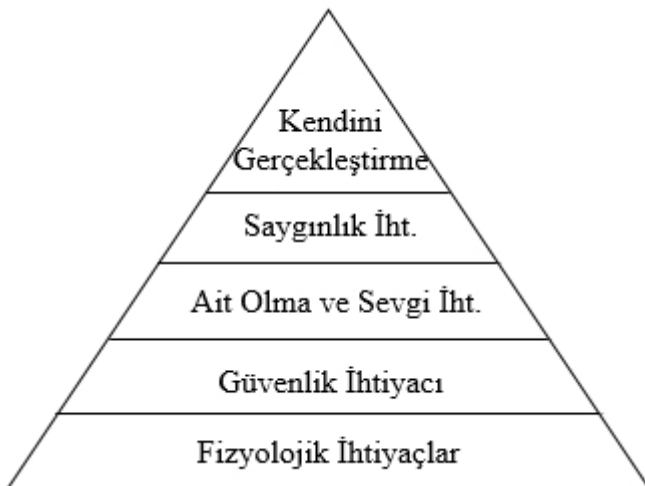 Kendini
Gerçekleştirme
Saygınlık İht.
Ait Olma ve Sevgi İht.
Güvenlik İhtiyacı
Fizyolojik İhtiyaçlar